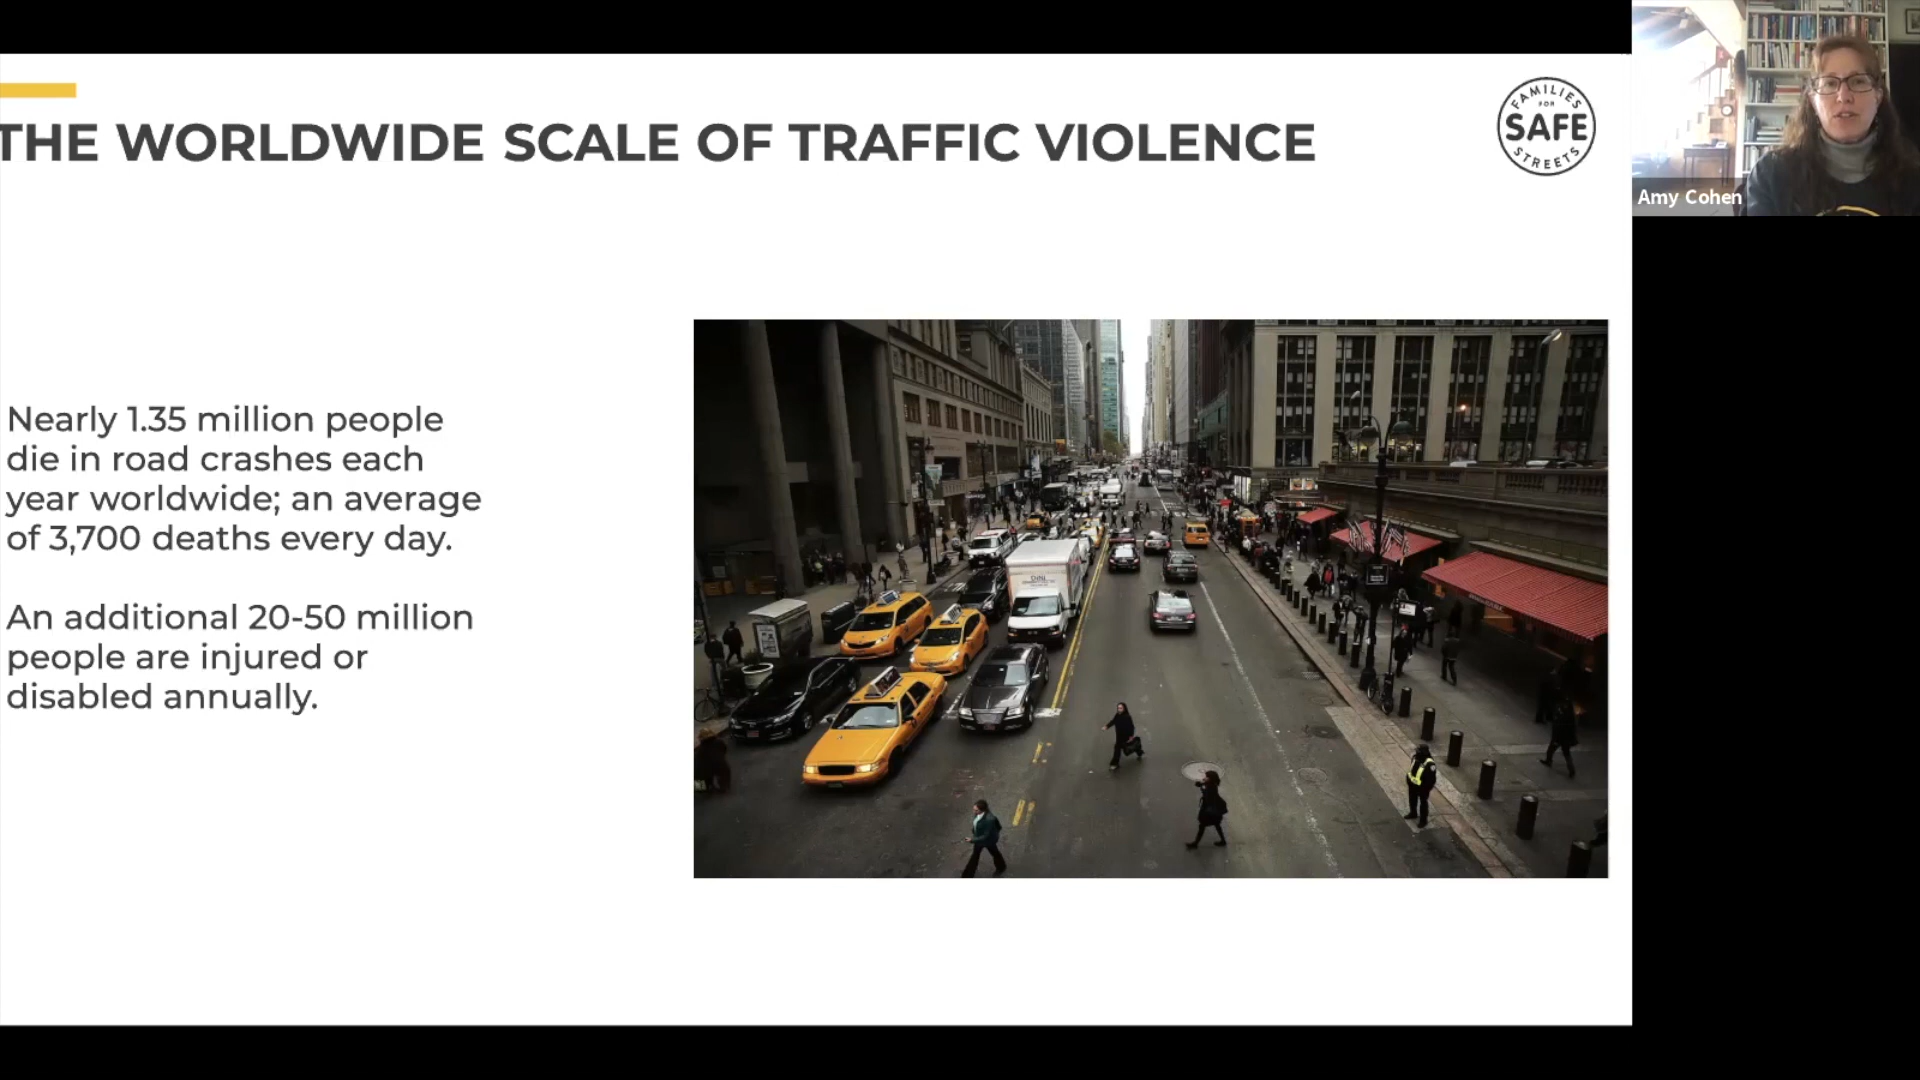 THE WORLDWIDE SCALE OF TRAFFIC VIOLENCE
FAMILIES
FOR
SAFE
STREETS
Amy Cohen
Nearly 1.35 million people
die in road crashes each
year worldwide; an average
of 3,700 deaths every day.
An additional 20-50 million
people are injured or
disabled annually.